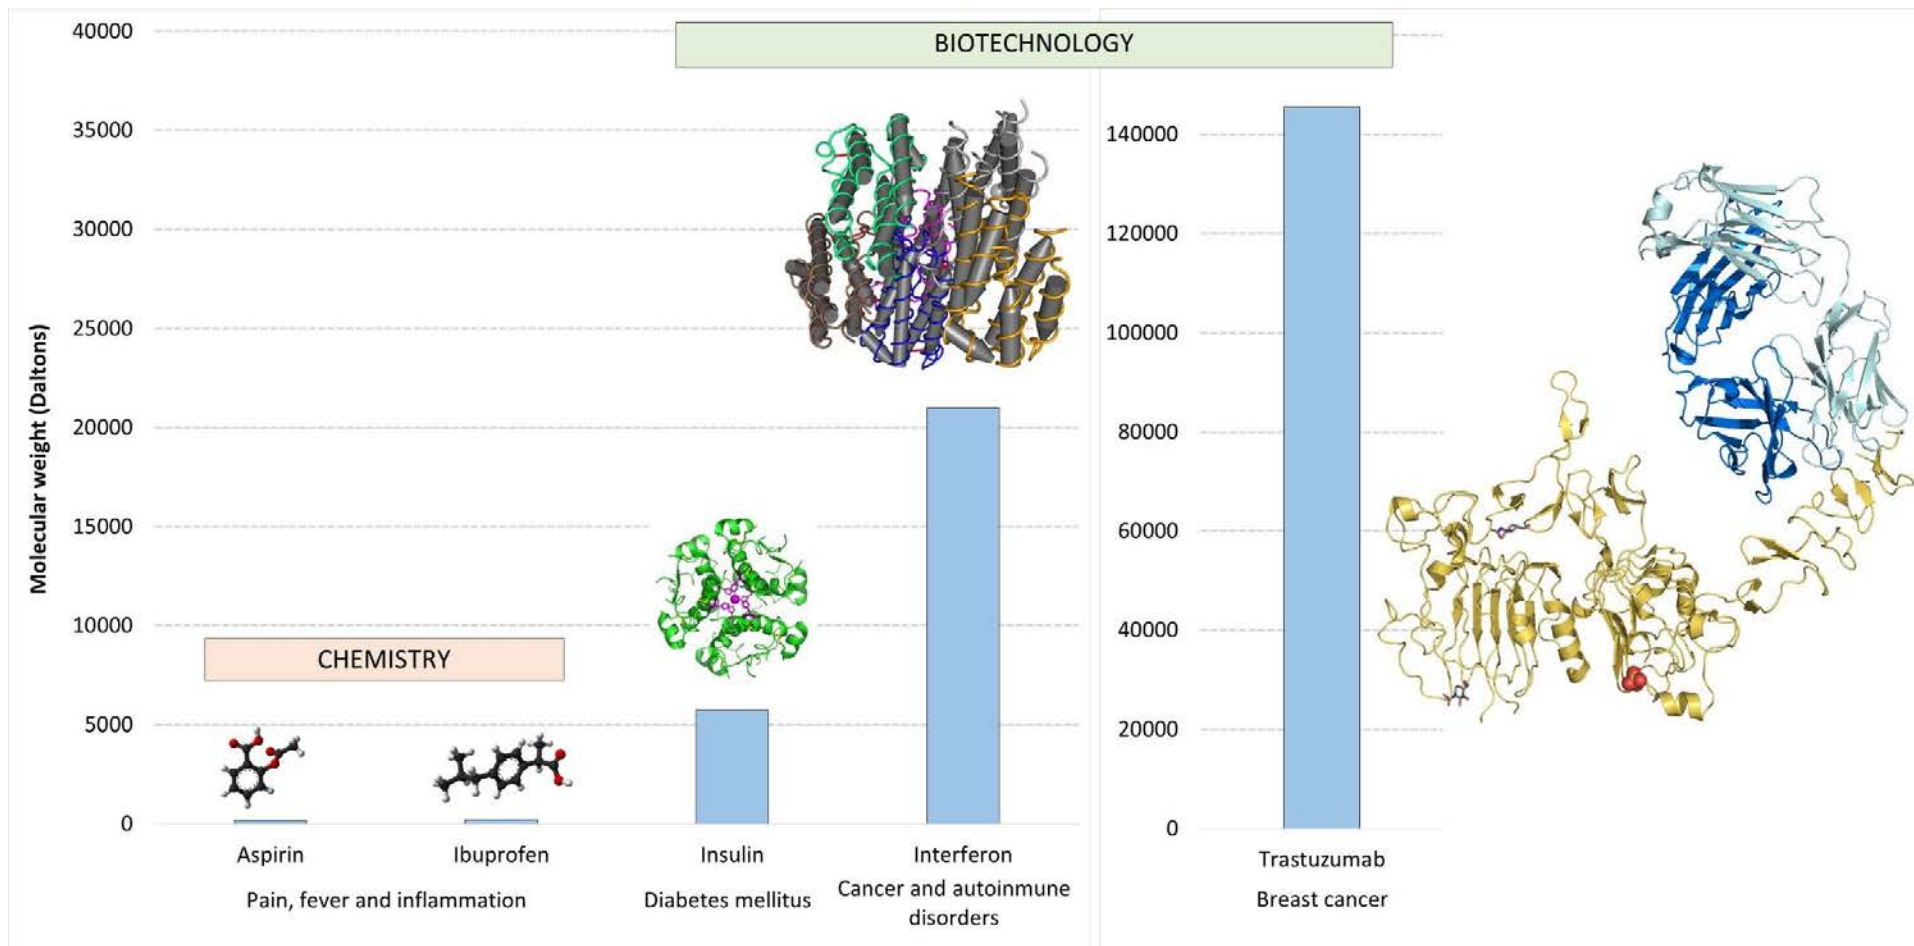 BIOTECHNOLOGY
CHEMISTRY
Molecular weight (Daltons)
40000
35000
30000
25000
20000
15000
10000
5000
0
140000
120000
100000
80000
60000
40000
20000
0
Aspirin
Ibuprofen
Insulin
Interferon
Trastuzumab
Pain, fever and inflammation
Diabetes mellitus
Cancer and autoinmune
disorders
Breast cancer